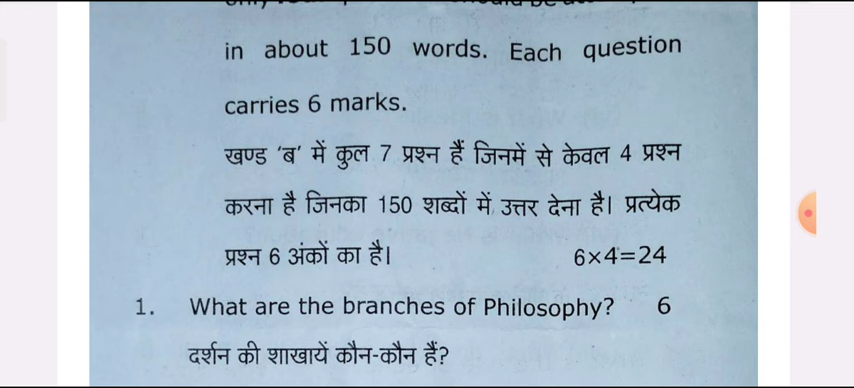 in about 150 words. Each question
carries 6 marks.
खण्ड ‘ब’ में कुल 7 प्रश्न हैं जिनमें से केवल 4 प्रश्न
करना है जिनका 150 शब्दों में उत्तर देना है। प्रत्येक
प्रश्न 6 अंकों का है। 6×4=24
1. What are the branches of Philosophy? 6
दर्शन की शाखायें कौन-कौन हैं?